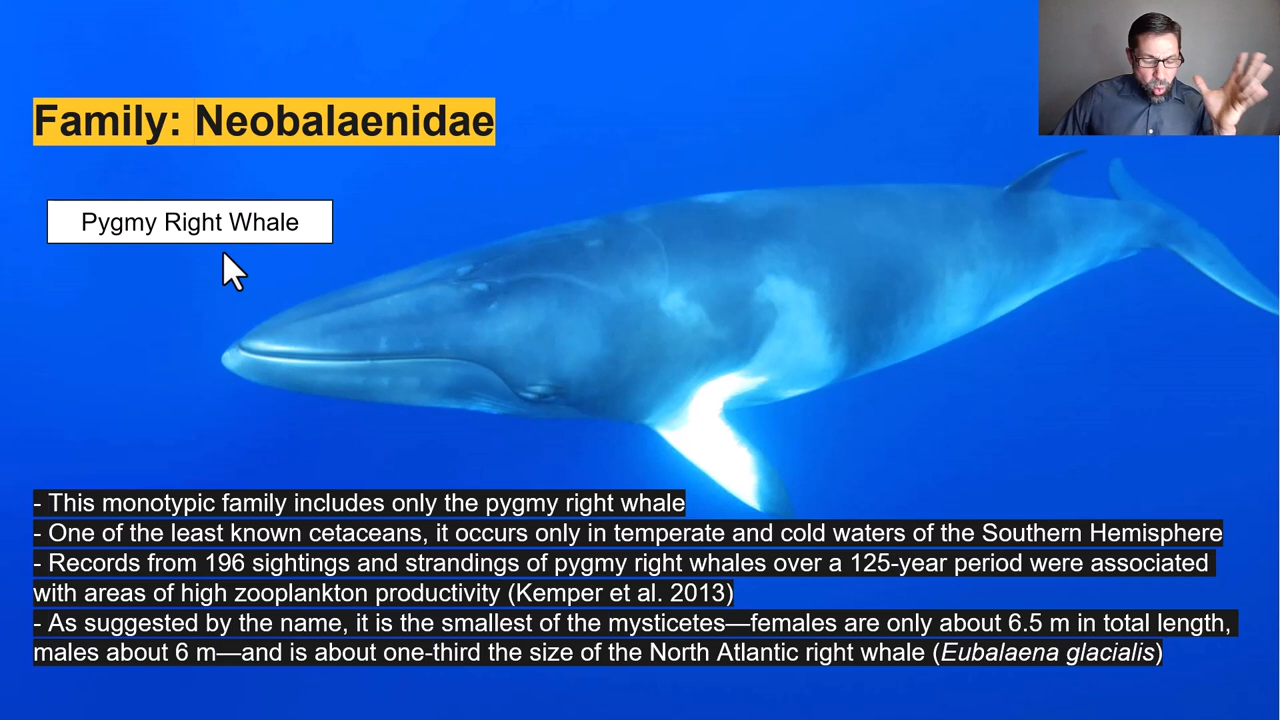 Family: Neobalaenidae
Pygmy Right Whale
- This monotypic family includes only the pygmy right whale
- One of the least known cetaceans, it occurs only in temperate and cold waters of the Southern Hemisphere
- Records from 196 sightings and strandings of pygmy right whales over a 125-year period were associated
with areas of high zooplankton productivity (Kemper et al. 2013)
- As suggested by the name, it is the smallest of the mysticetes—females are only about 6.5 m in total length,
males about 6 m—and is about one-third the size of the North Atlantic right whale (Eubalaena glacialis)